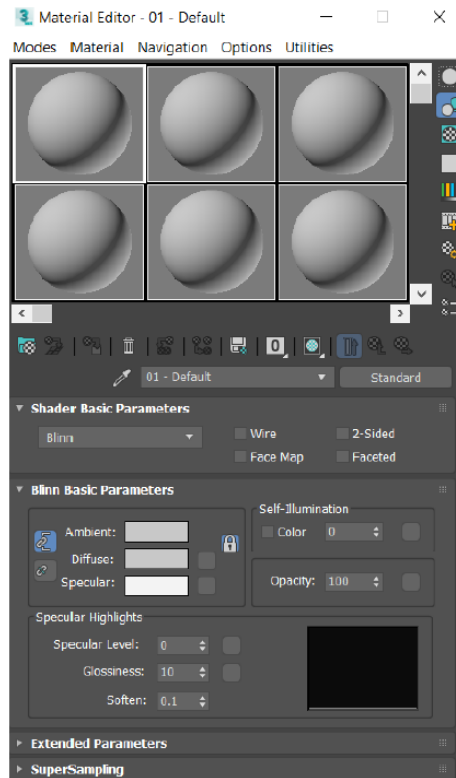 3 Material Editor - 01 - Default
Modes Material Navigation Options Utilities
0
01 - Default Standard
Shader Basic Parameters
Blinn Wire 2-Sided
Face Map Faceted
Blinn Basic Parameters
Self-Illumination
Ambient: Color 0
Diffuse:
Specular: Opacity: 100
Specular Highlights
Specular Level: 0
Glossiness: 10
Soften: 0.1
Extended Parameters
SuperSampling